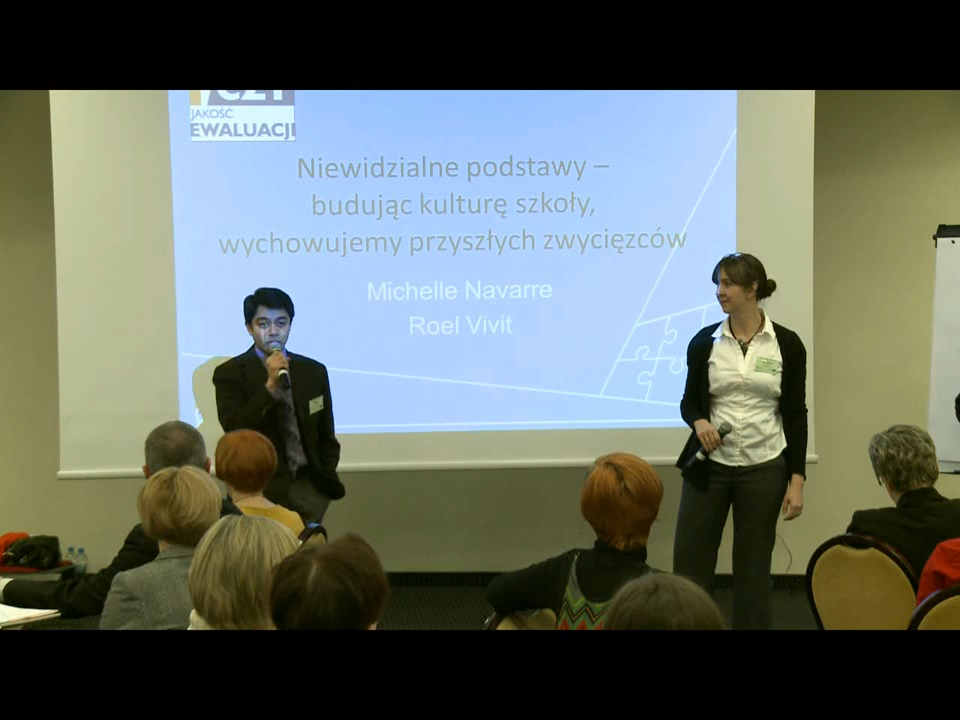 JAKOŚĆ
EWALUACJI
Niewidzialne podstawy –
budując kulturę szkoły,
wychowujemy przyszłych zwycięzców
Michelle Navarre
Roel Vivit